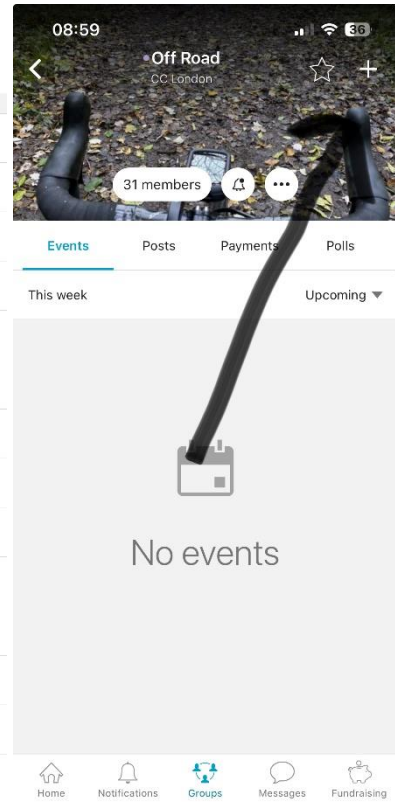 08:59
36
Off Road
CC London
31 members
Events Posts Payments Polls
This week Upcoming
No events
Home Notifications Groups Messages Fundraising